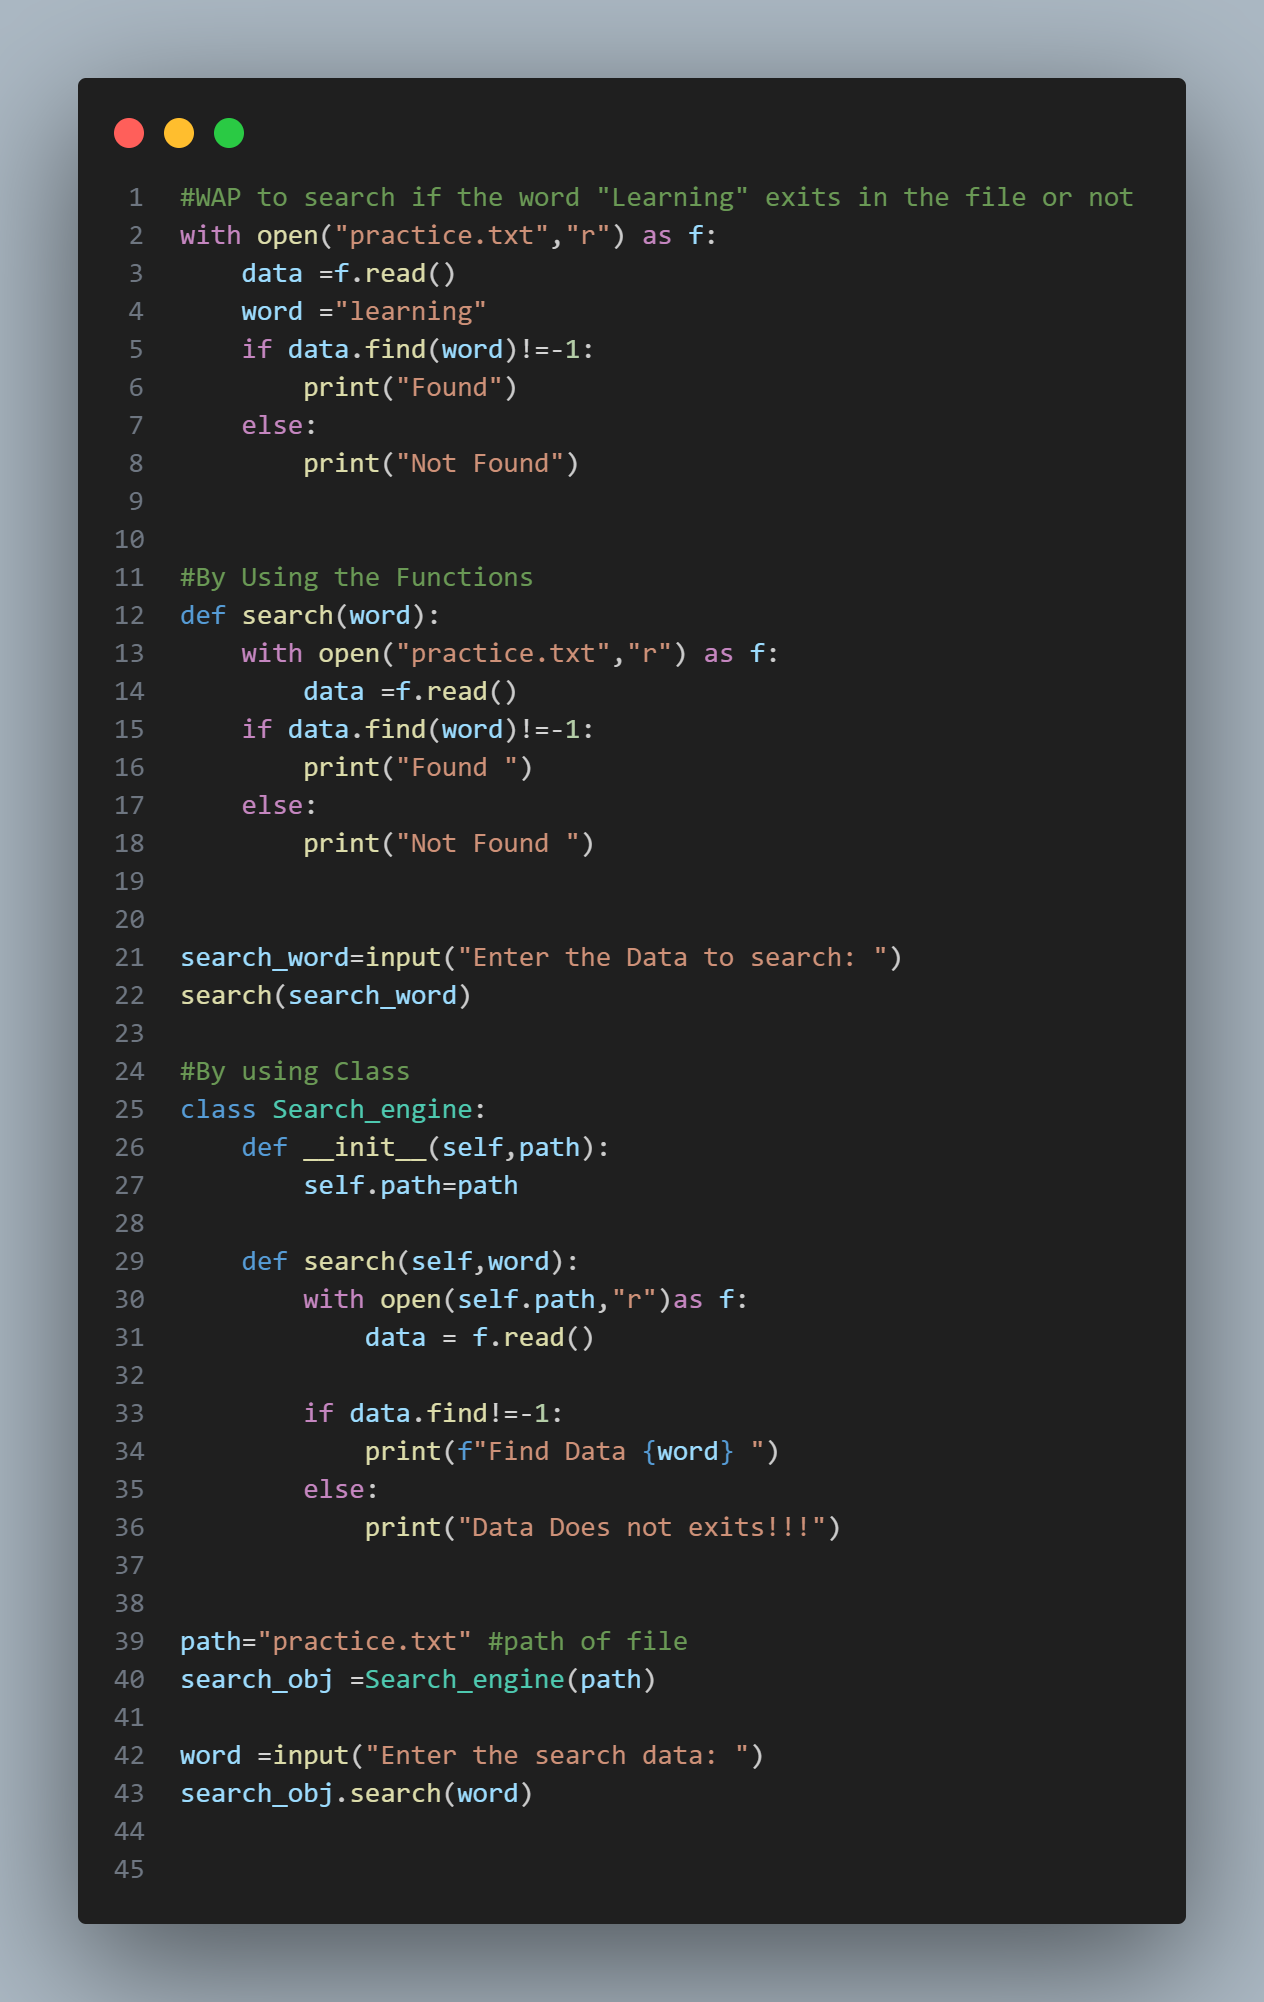 1 #WAP to search if the word "Learning" exits in the file or not
2 with open("practice.txt","r") as f:
3     data =f.read()
4     word ="learning"
5     if data.find(word)!=-1:
6         print("Found")
7     else:
8         print("Not Found")
9
10
11 #By Using the Functions
12 def search(word):
13     with open("practice.txt","r") as f:
14         data =f.read()
15     if data.find(word)!=-1:
16         print("Found ")
17     else:
18         print("Not Found ")
19
20
21 search_word=input("Enter the Data to search: ")
22 search(search_word)
23
24 #By using Class
25 class Search_engine:
26     def __init__(self,path):
27         self.path=path
28
29     def search(self,word):
30         with open(self.path,"r")as f:
31             data = f.read()
32
33         if data.find!=-1:
34             print(f"Find Data {word} ")
35         else:
36             print("Data Does not exits!!!")
37
38
39 path="practice.txt" #path of file
40 search_obj =Search_engine(path)
41
42 word =input("Enter the search data: ")
43 search_obj.search(word)
44
45